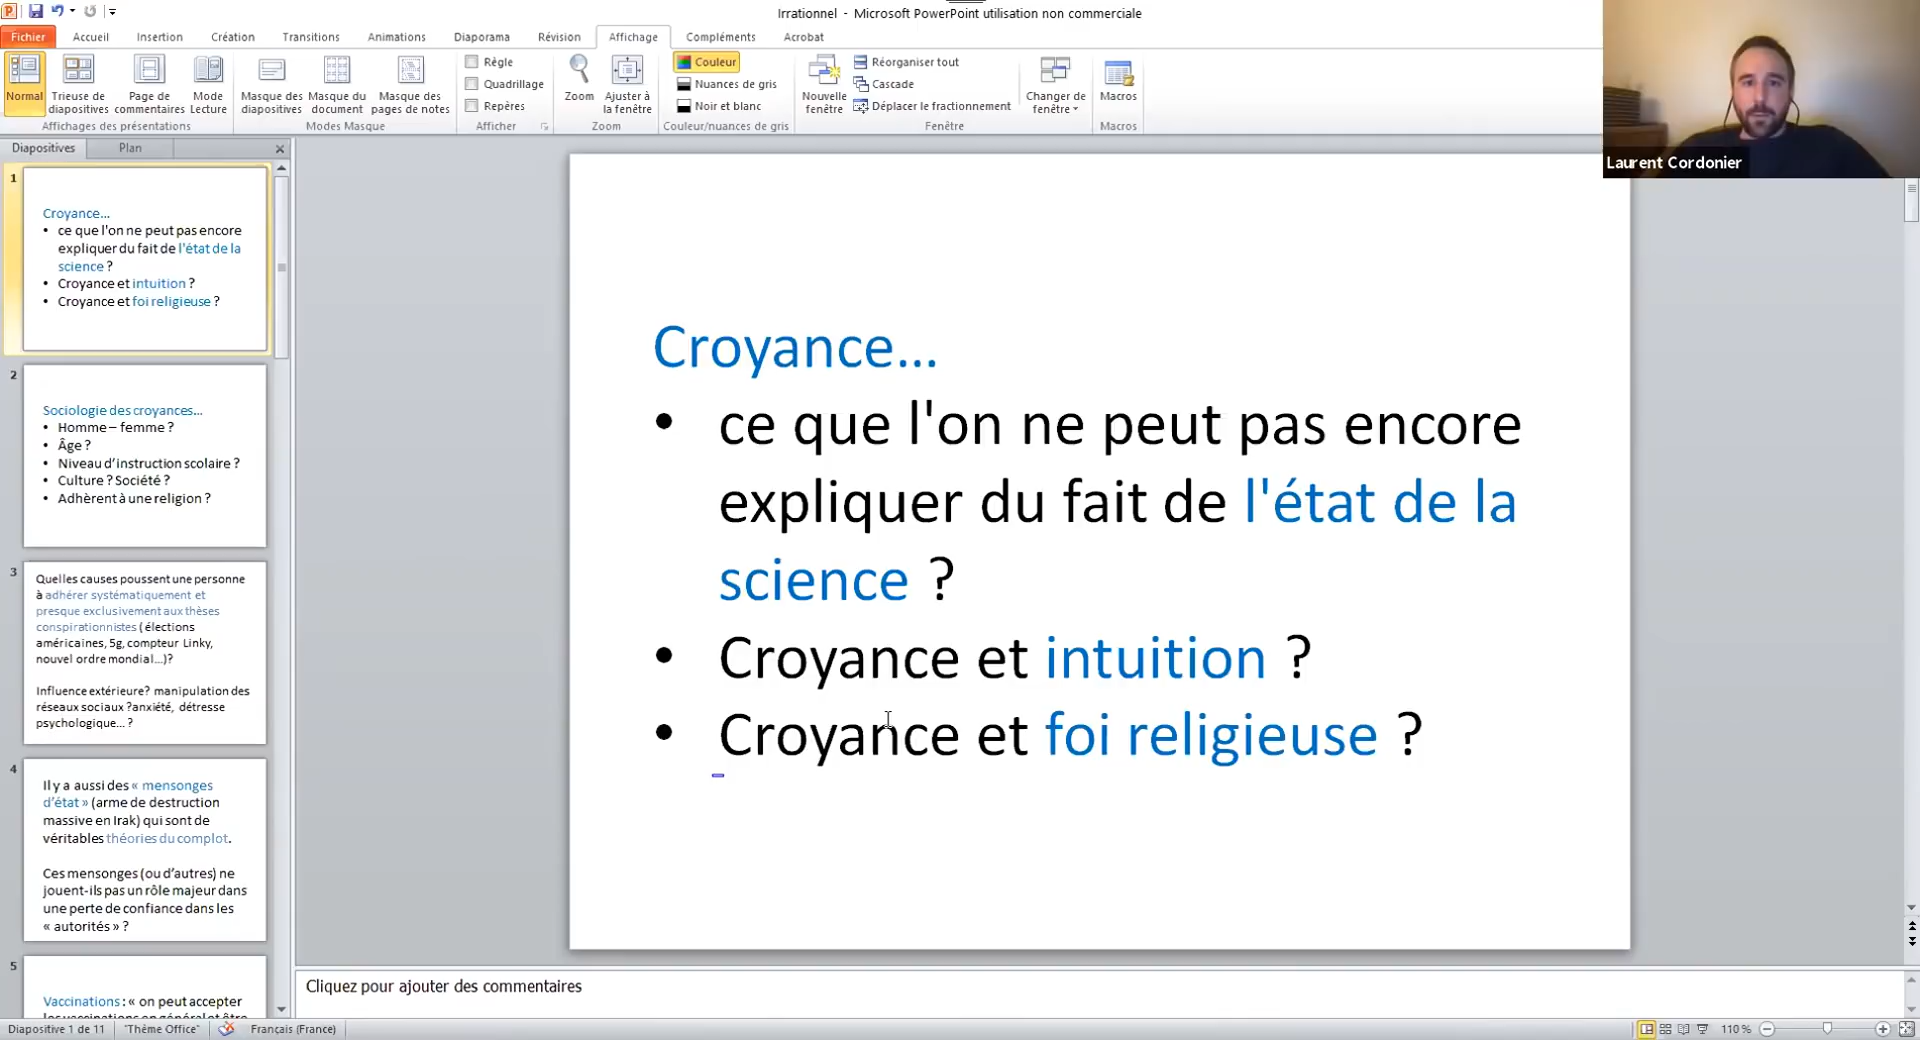 Irrationnel - Microsoft PowerPoint utilisation non commerciale
Fichier Accueil Insertion Création Transitions Animations Diaporama Révision Affichage Compléments Acrobat
Normal
Trieuse de
diapositives
Page de
commentaires
Mode
Lecture
Affichages des présentations
Masque des
diapositives
Masque du
document
Masque des
pages de notes
Modes Masque
Règle
Quadrillage
Repères
Afficher
Zoom
Ajuster à
la fenêtre
Zoom
Couleur
Nuances de gris
Noir et blanc
Couleur/nuances de gris
Nouvelle
fenêtre
Réorganiser tout
Cascade
Déplacer le fractionnement
Changer de
fenêtre
Fenêtre
Macros
Macros
Laurent Cordonier
Diapositives Plan
1
Croyance...
• ce que l'on ne peut pas encore
expliquer du fait de l'état de la
science ?
• Croyance et intuition ?
• Croyance et foi religieuse ?
2
Sociologie des croyances...
• Homme – femme ?
• Âge ?
• Niveau d'instruction scolaire ?
• Culture ? Société ?
• Adhèrent à une religion ?
3
Quelles causes poussent une personne
à adhérer systématiquement et
presque exclusivement aux thèses
conspirationnistes ( élections
américaines, 5g, compteur Linky,
nouvel ordre mondial...)?
Influence extérieure? manipulation des
réseaux sociaux ?anxiété, détresse
psychologique... ?
4
Il y a aussi des « mensonges
d'état » (arme de destruction
massive en Irak) qui sont de
véritables théories du complot.
Ces mensonges (ou d'autres) ne
jouent-ils pas un rôle majeur dans
une perte de confiance dans les
« autorités » ?
5
Vaccinations : « on peut accepter
les vaccinations en général et être
Croyance...
• ce que l'on ne peut pas encore
expliquer du fait de l'état de la
science ?
• Croyance et intuition ?
• Croyance et foi religieuse ?
Cliquez pour ajouter des commentaires
Diapositive 1 de 11 "Thème Office" Français (France) 110 %